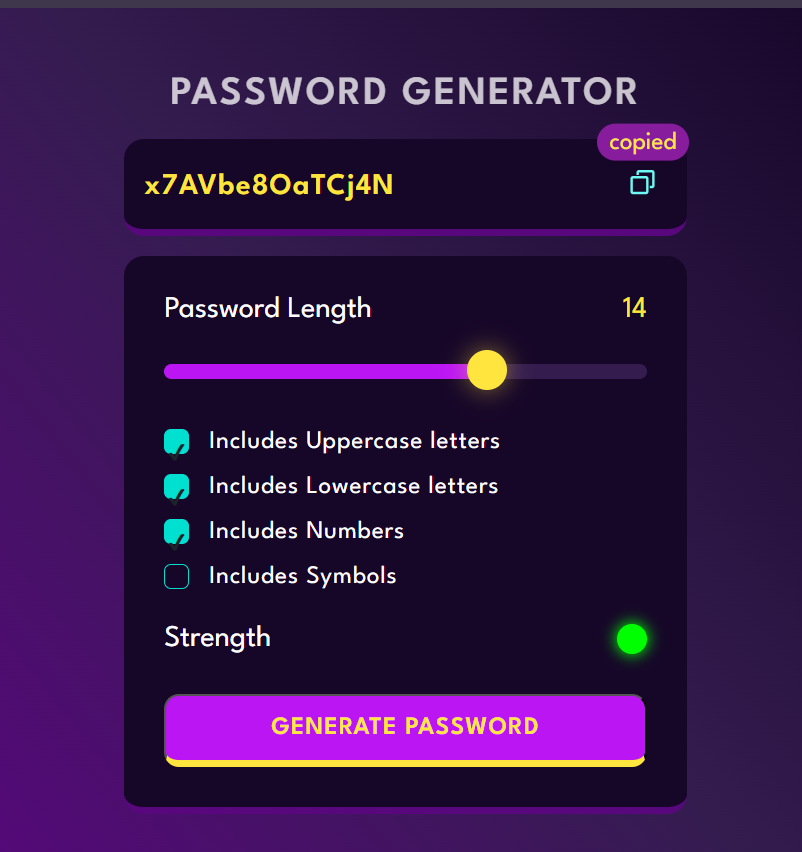 PASSWORD GENERATOR
copied
x7AVbe8OaTCj4N
Password Length 14
Includes Uppercase letters
Includes Lowercase letters
Includes Numbers
Includes Symbols
Strength
GENERATE PASSWORD